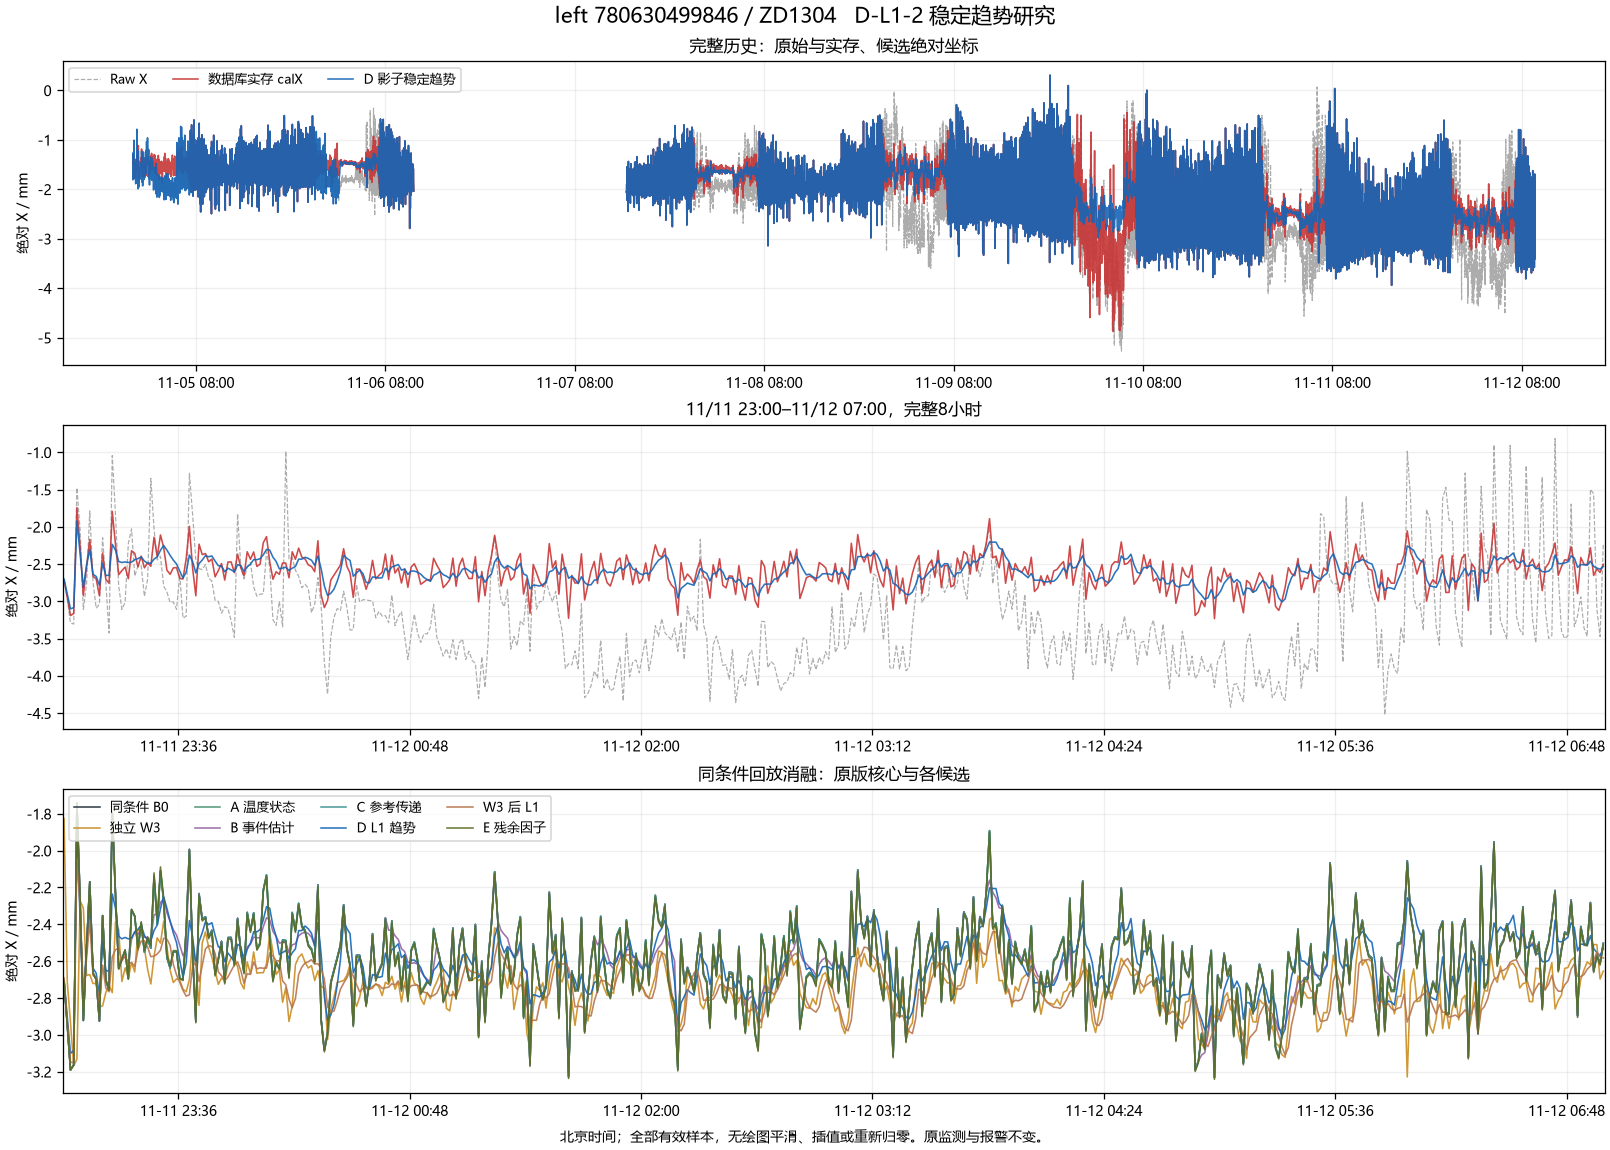 left 780630499846 / ZD1304   D-L1-2 稳定趋势研究
完整历史：原始与实存、候选绝对坐标
Raw X
数据库实存 calX
D 影子稳定趋势
绝对 X / mm
0
-1
-2
-3
-4
-5
11-05 08:00
11-06 08:00
11-07 08:00
11-08 08:00
11-09 08:00
11-10 08:00
11-11 08:00
11-12 08:00
11/11 23:00–11/12 07:00，完整8小时
绝对 X / mm
-1.0
-1.5
-2.0
-2.5
-3.0
-3.5
-4.0
-4.5
11-11 23:36
11-12 00:48
11-12 02:00
11-12 03:12
11-12 04:24
11-12 05:36
11-12 06:48
同条件回放消融：原版核心与各候选
同条件 B0
A 温度状态
C 参考传递
W3 后 L1
独立 W3
B 事件估计
D L1 趋势
E 残余因子
绝对 X / mm
-1.8
-2.0
-2.2
-2.4
-2.6
-2.8
-3.0
-3.2
11-11 23:36
11-12 00:48
11-12 02:00
11-12 03:12
11-12 04:24
11-12 05:36
11-12 06:48
北京时间；全部有效样本，无绘图平滑、插值或重新归零。原监测与报警不变。